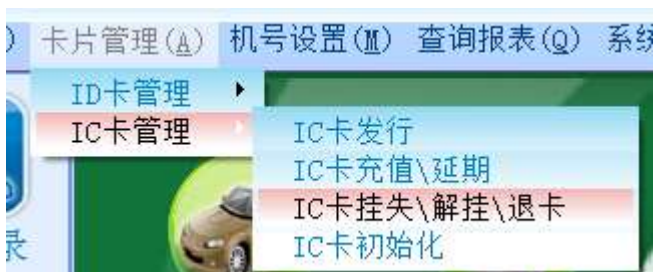 ) 卡片管理(A) 机号设置(M) 查询报表(Q) 系统
ID卡管理
IC卡管理
IC卡发行
IC卡充值\延期
IC卡挂失\解挂\退卡
IC卡初始化
录